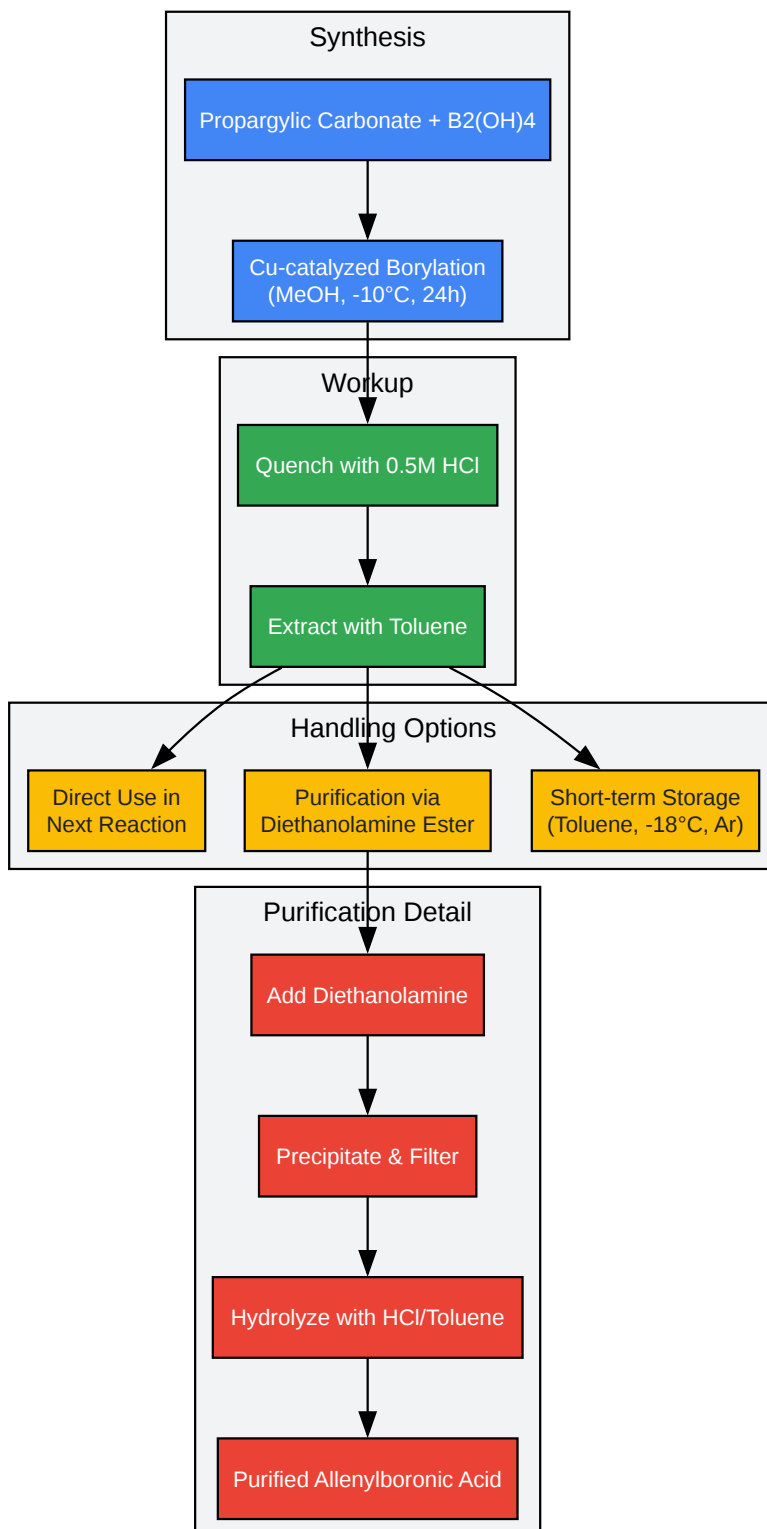 Synthesis
Propargylic Carbonate + B2(OH)4
Cu-catalyzed Borylation
(MeOH, -10°C, 24h)
Workup
Quench with 0.5M HCl
Extract with Toluene
Handling Options
Direct Use in
Next Reaction
Purification via
Diethanolamine Ester
Short-term Storage
(Toluene, -18°C, Ar)
Purification Detail
Add Diethanolamine
Precipitate & Filter
Hydrolyze with HCl/Toluene
Purified Allenylboronic Acid